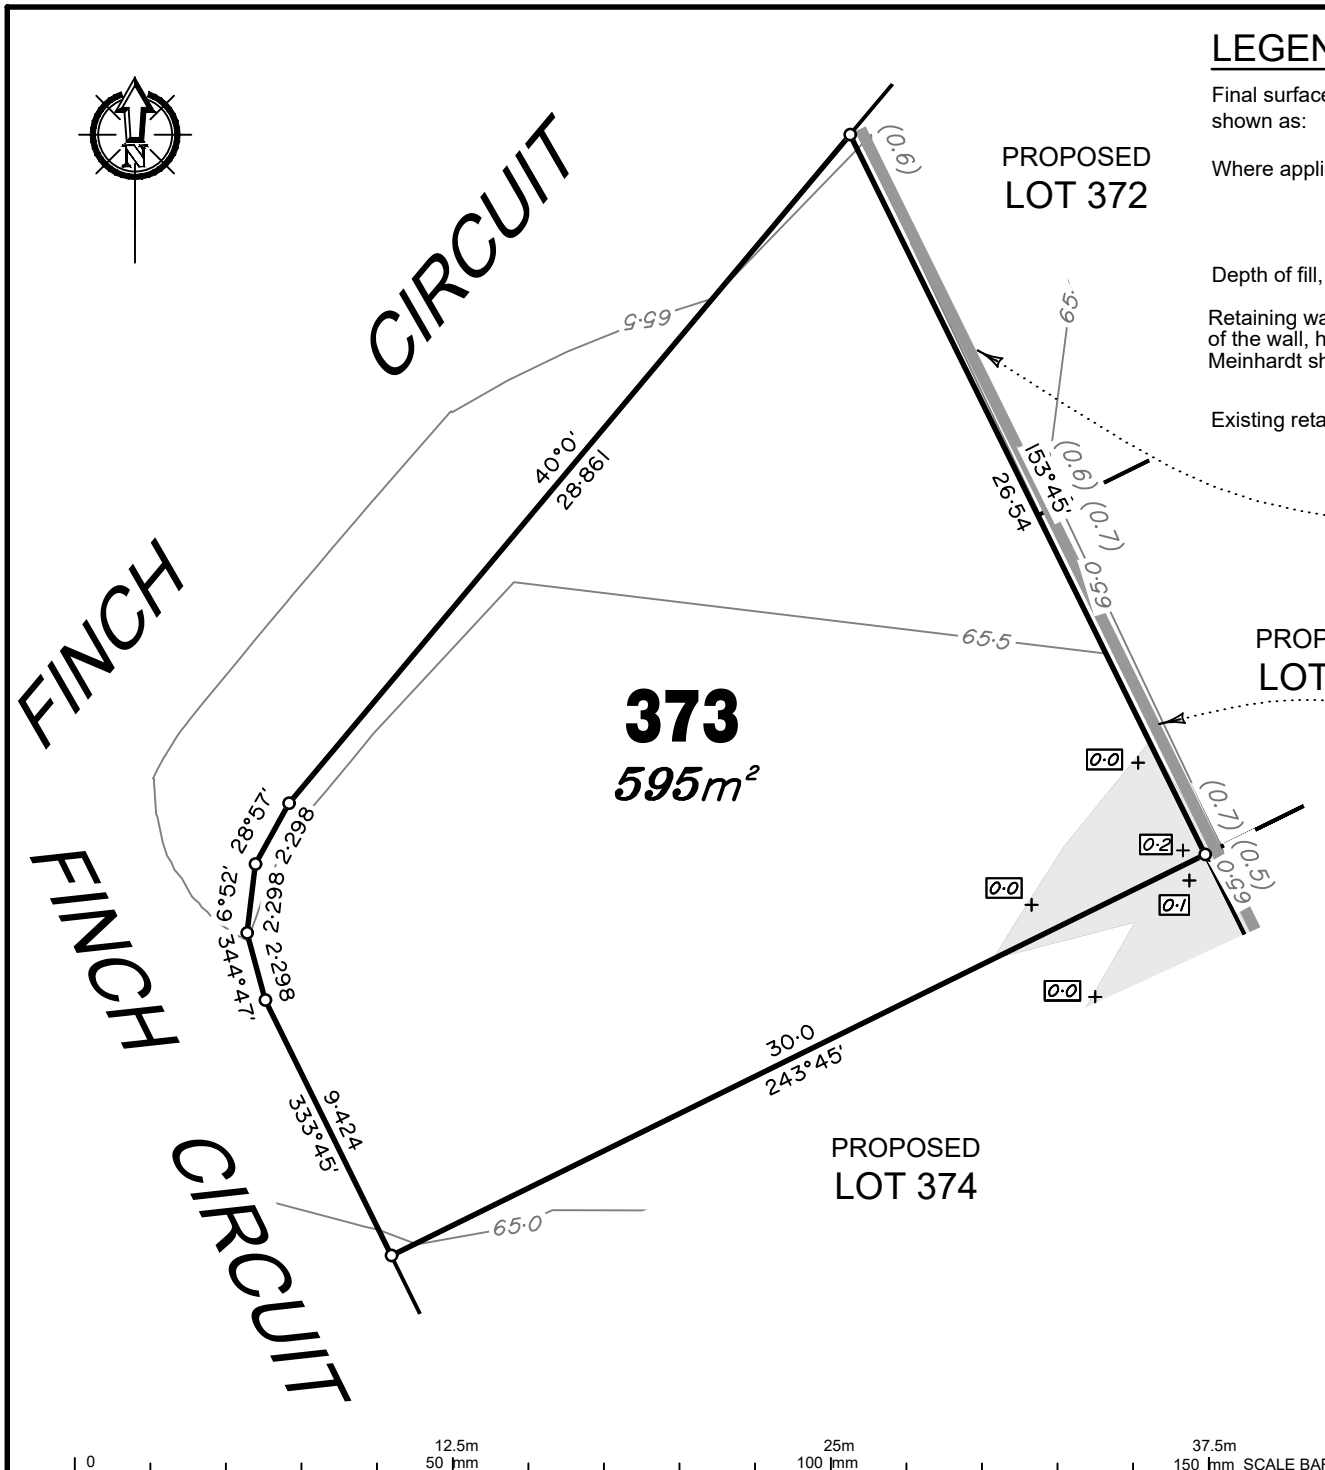 LEGEN
Final surface
shown as:
Where appli
Depth of fill,
Retaining wa
of the wall, h
Meinhardt sh
Existing reta
N
CIRCUIT
FINCH
FINCH
CIRCUIT
PROPOSED
LOT 372
(0.6)
65.
65·5
40°0'
28·861
153°45'
26·54
(0.6)
(0.7)
65·0
65·5
PROP
LOT
373
595m²
0·0
28°57'
2·298
6°52'
2·298
344°47'
2·298
(0.7)
(0.5)
65·0
0·2
0·0
0·1
0·0
30·0
243°45'
9·424
333°45'
PROPOSED
LOT 374
65·0
12.5m
25m
37.5m
0
50 mm
100 mm
150 mm SCALE BAR